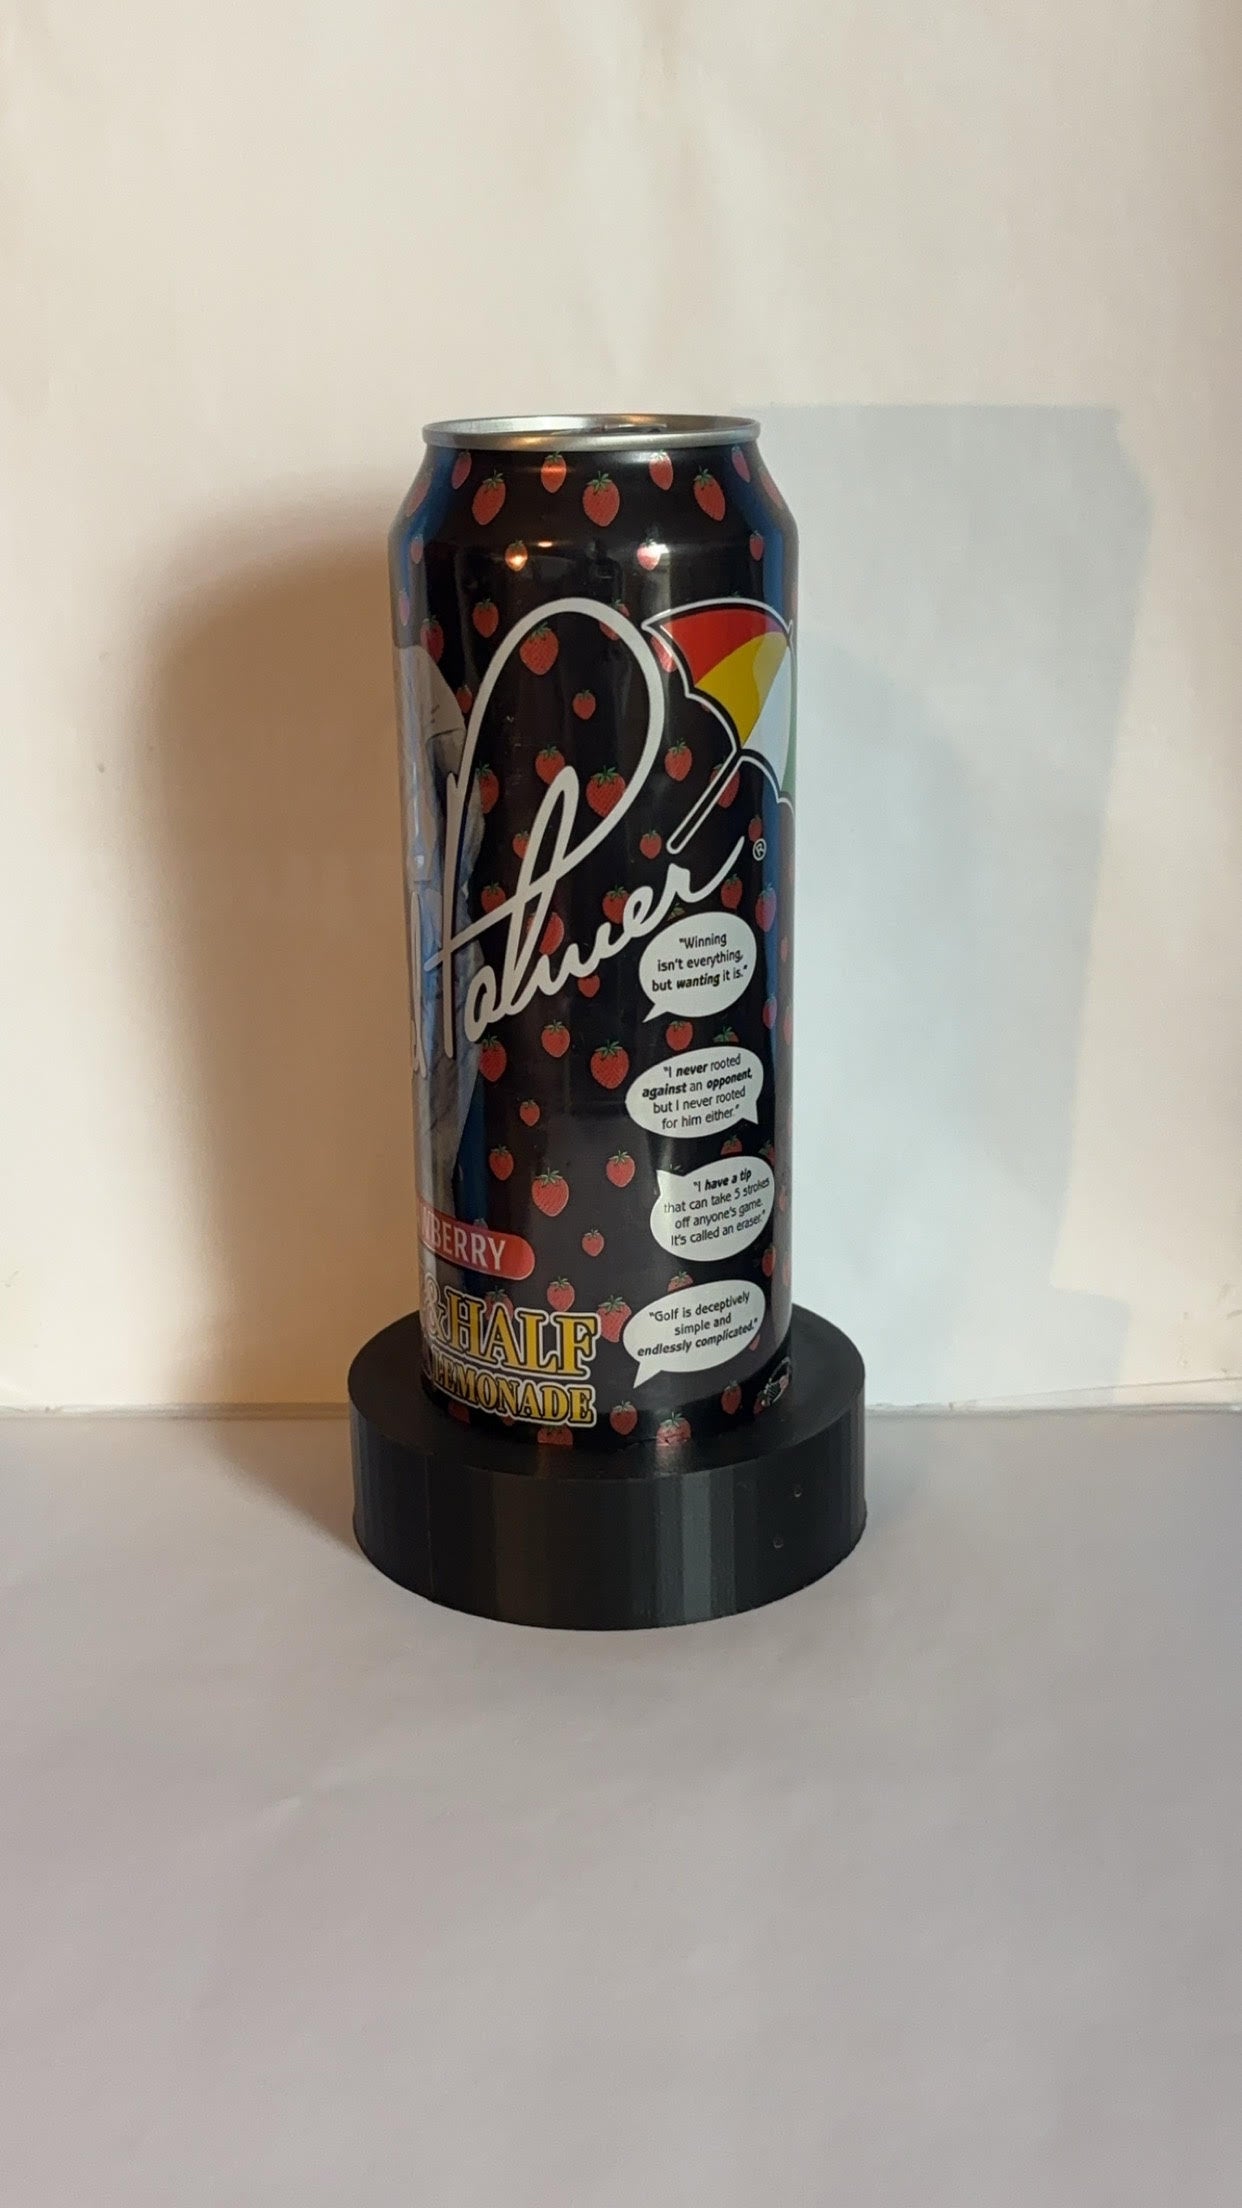 Palmer®
"Winning
isn't everything,
but wanting it is."
"I never rooted
against an opponent,
but I never rooted
for him either."
"I have a tip
that can take 5 strokes
off anyone's game.
It's called an eraser."
BERRY
"Golf is deceptively
simple and
endlessly complicated."
&HALF
LEMONADE